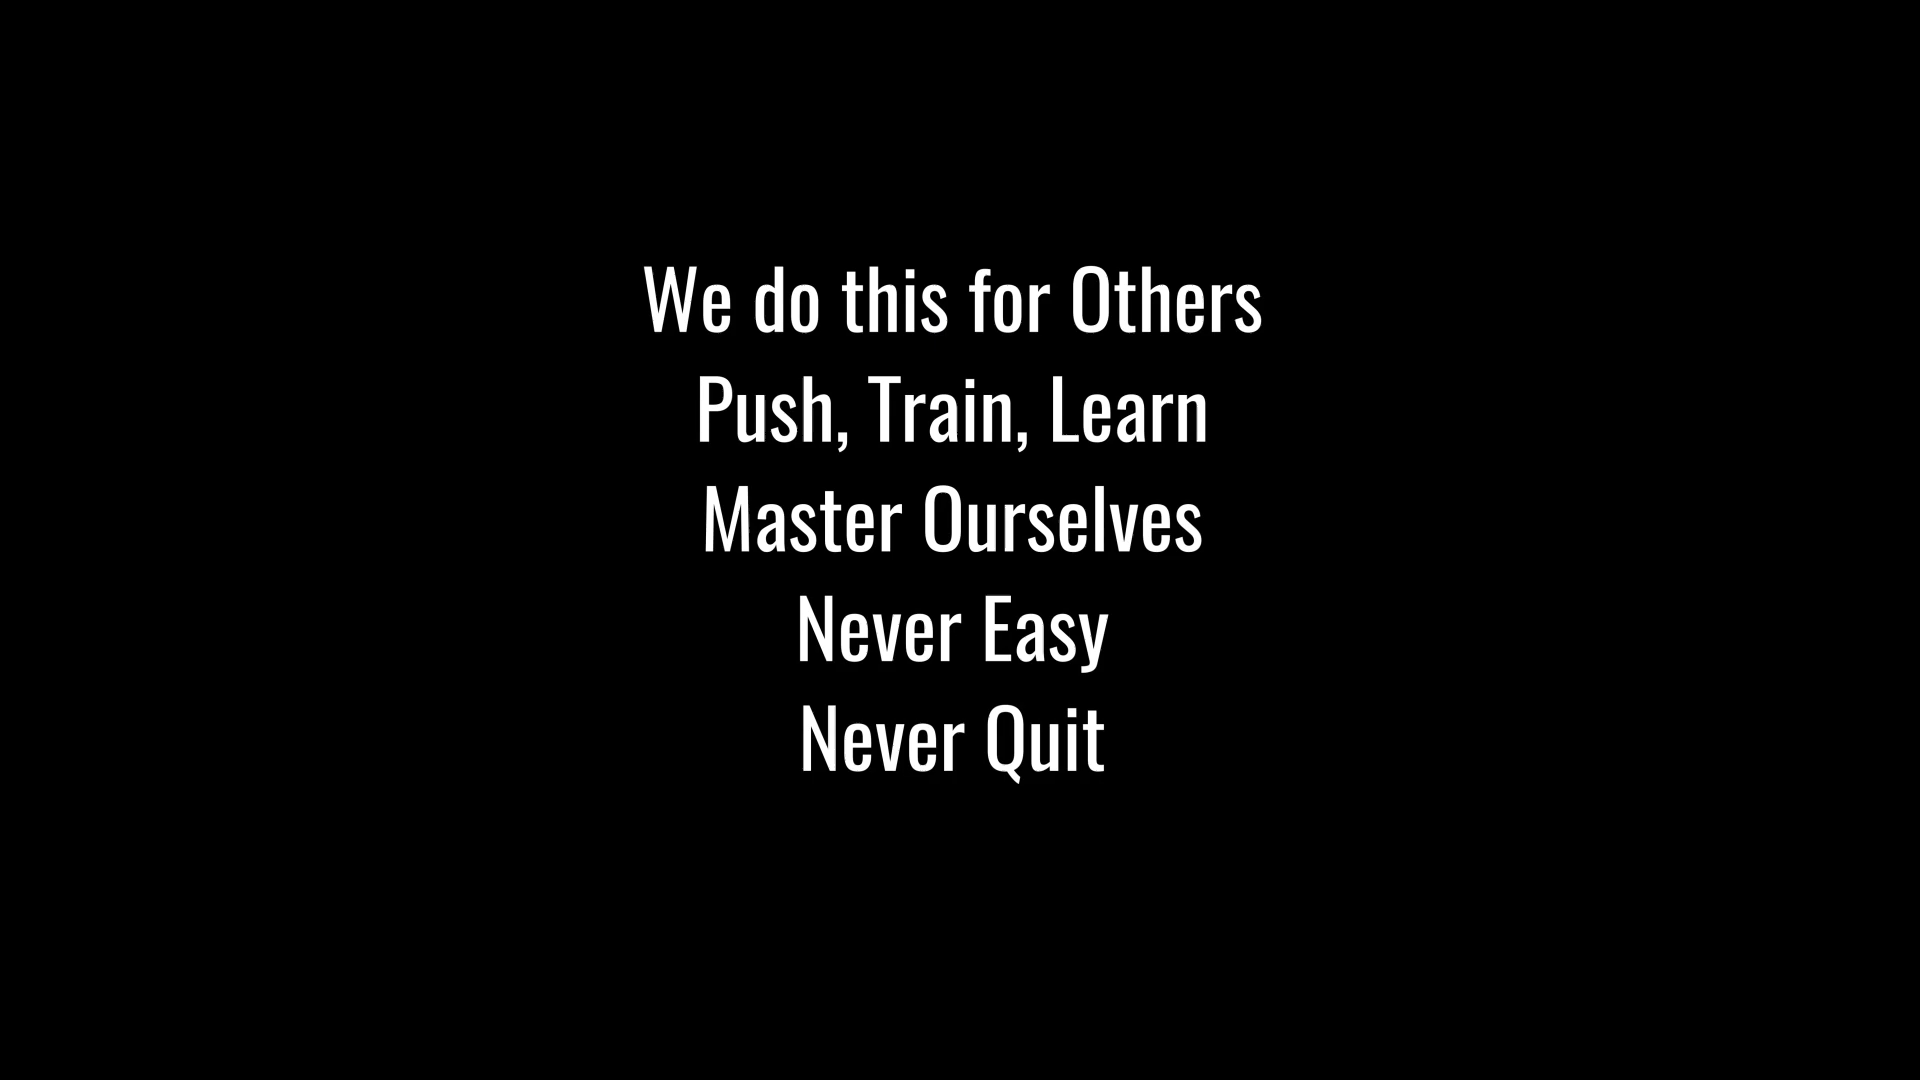 We do this for Others
Push, Train, Learn
Master Ourselves
Never Easy
Never Quit